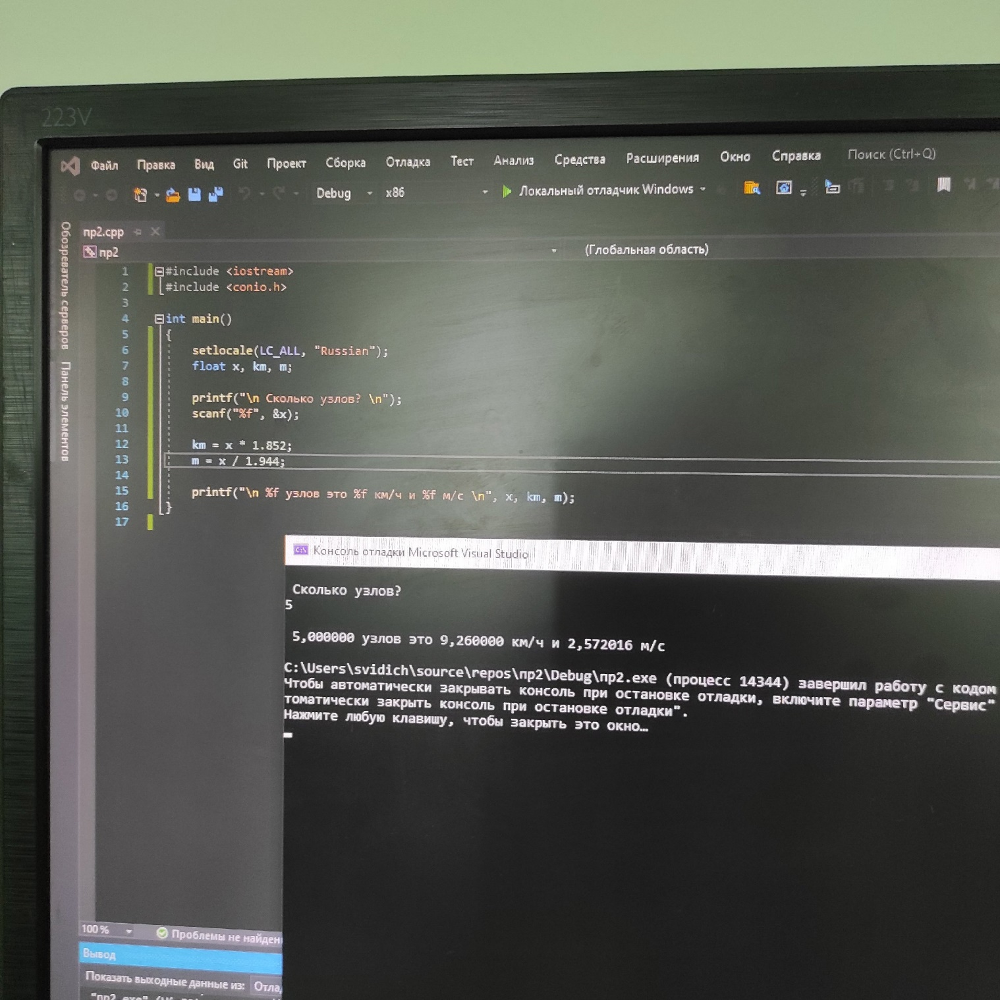 223V
Файл Правка Вид Git Проект Сборка Отладка Тест Анализ Средства Расширения Окно Справка Поиск (Ctrl+Q)
Debug x86 Локальный отладчик Windows
Обозреватель серверов
Панель элементов
пр2.cpp
пр2 (Глобальная область)
1 #include <iostream>
2 #include <conio.h>
3
4 int main()
5 {
6 setlocale(LC_ALL, "Russian");
7 float x, km, m;
8
9 printf("\n Сколько узлов? \n");
10 scanf("%f", &x);
11
12 km = x * 1.852;
13 m = x / 1.944;
14
15 printf("\n %f узлов это %f км/ч и %f м/с \n", x, km, m);
16 }
17
Консоль отладки Microsoft Visual Studio
Сколько узлов?
5
5,000000 узлов это 9,260000 км/ч и 2,572016 м/с
C:\Users\svidich\source\repos\пр2\Debug\пр2.exe (процесс 14344) завершил работу с кодом
Чтобы автоматически закрывать консоль при остановке отладки, включите параметр "Сервис"
томатически закрыть консоль при остановке отладки".
Нажмите любую клавишу, чтобы закрыть это окно…
100 % Проблемы не найден
Вывод
Показать выходные данные из: Отла
"пр2.exe"